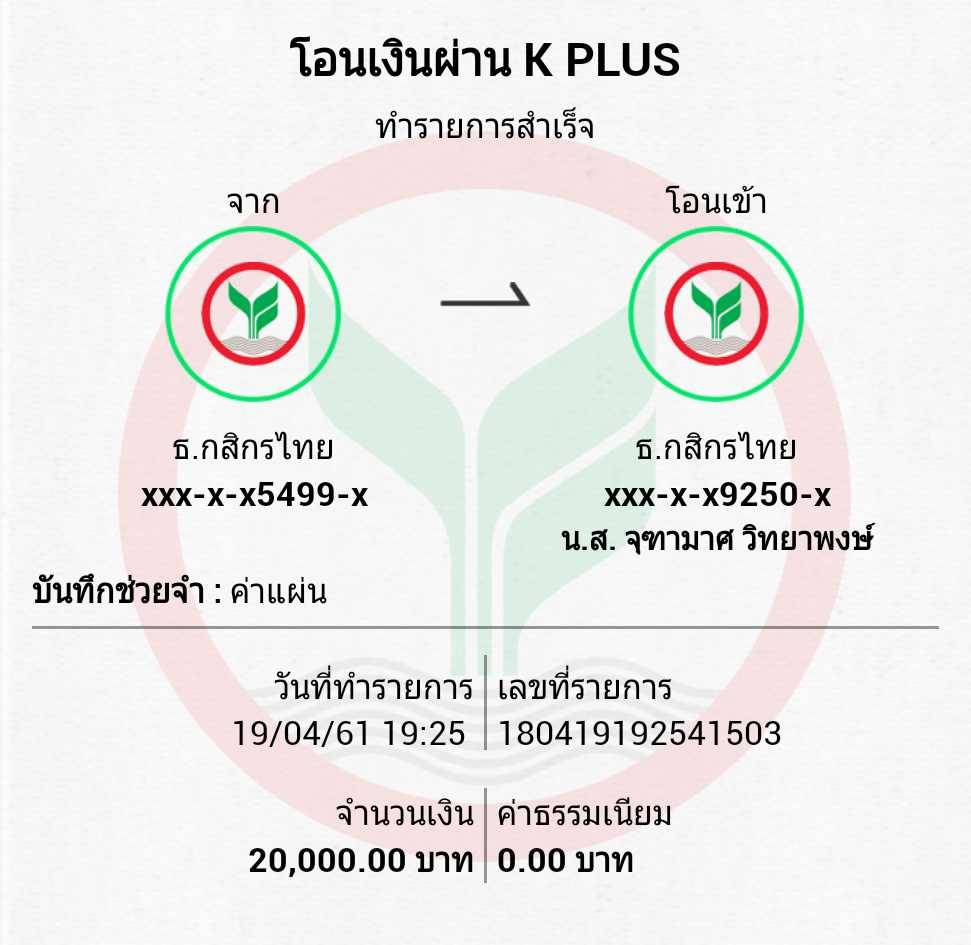 โอนเงินผ่าน K PLUS
ทำรายการสำเร็จ
จาก
โอนเข้า
ธ.กสิกรไทย
xxx-x-x5499-x
ธ.กสิกรไทย
xxx-x-x9250-x
น.ส. จุฑามาศ วิทยาพงษ์
บันทึกช่วยจำ : ค่าแผ่น
วันที่ทำรายการ
19/04/61 19:25
เลขที่รายการ
180419192541503
จำนวนเงิน
20,000.00 บาท
ค่าธรรมเนียม
0.00 บาท